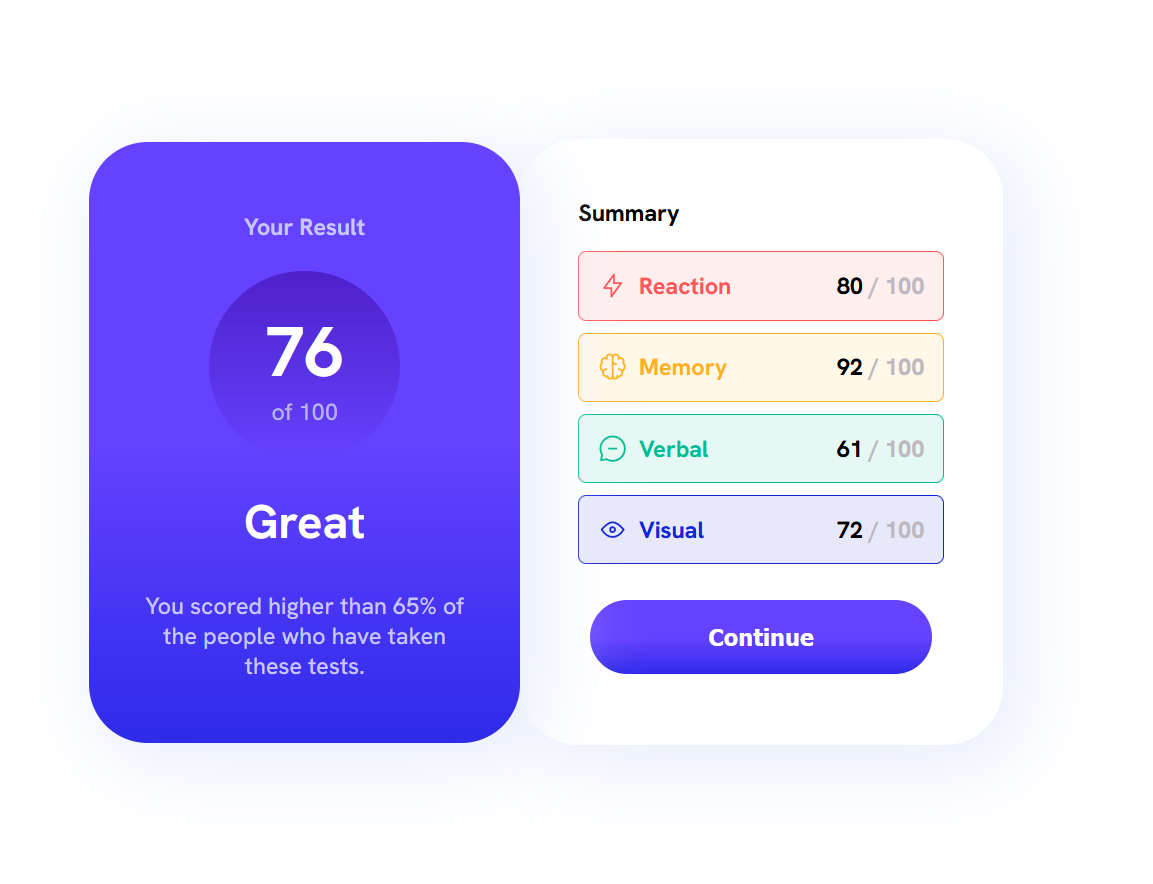 Your Result
76
of 100
Great
You scored higher than 65% of
the people who have taken
these tests.
Summary
Reaction 80 / 100
Memory 92 / 100
Verbal 61 / 100
Visual 72 / 100
Continue